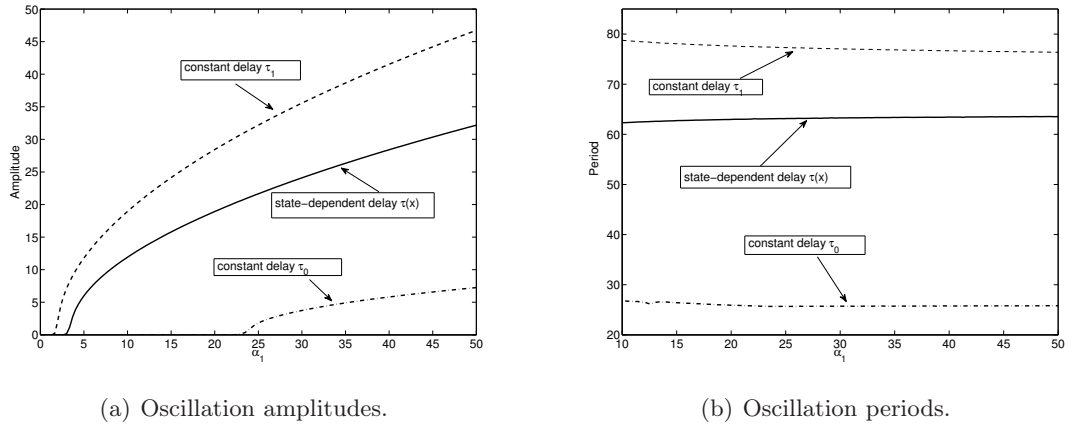 50
45
40
35
30
25
20
15
10
5
0
Amplitude
constant delay τ1
state−dependent delay τ(x)
constant delay τ0
0 5 10 15 20 25 30 35 40 45 50
α1
(a) Oscillation amplitudes.
80
70
60
50
40
30
20
Period
constant delay τ1
state−dependent delay τ(x)
constant delay τ0
10 15 20 25 30 35 40 45 50
α1
(b) Oscillation periods.